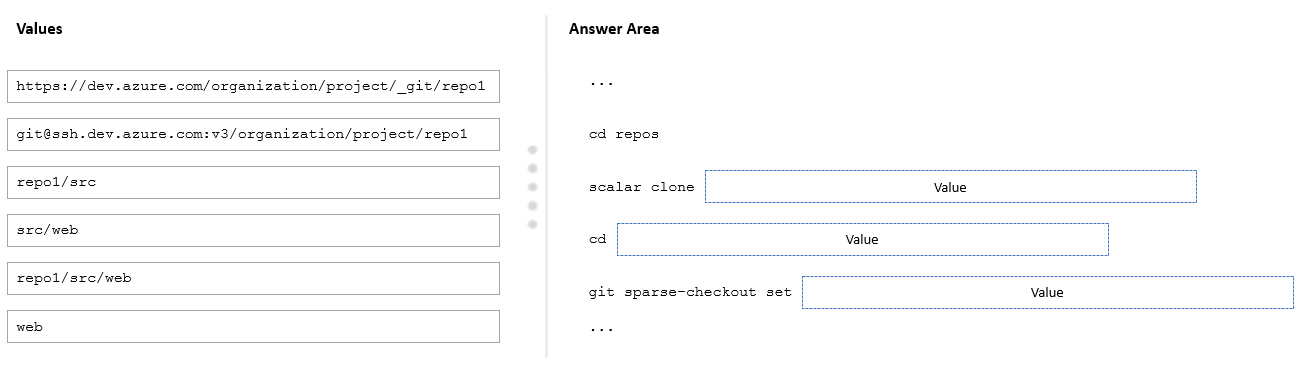 Values
https://dev.azure.com/organization/project/_git/repo1
git@ssh.dev.azure.com:v3/organization/project/repo1
repo1/src
src/web
repo1/src/web
web
Answer Area
...
cd repos
scalar clone Value
cd Value
git sparse-checkout set Value
...